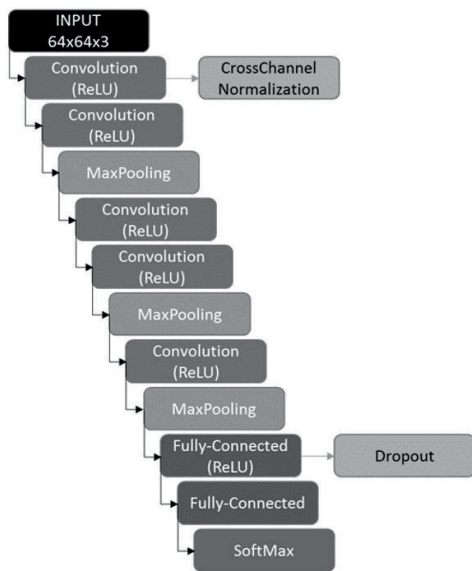 INPUT
64x64x3
Convolution
(ReLU)
CrossChannel
Normalization
Convolution
(ReLU)
MaxPooling
Convolution
(ReLU)
Convolution
(ReLU)
MaxPooling
Convolution
(ReLU)
MaxPooling
Fully-Connected
(ReLU)
Dropout
Fully-Connected
SoftMax